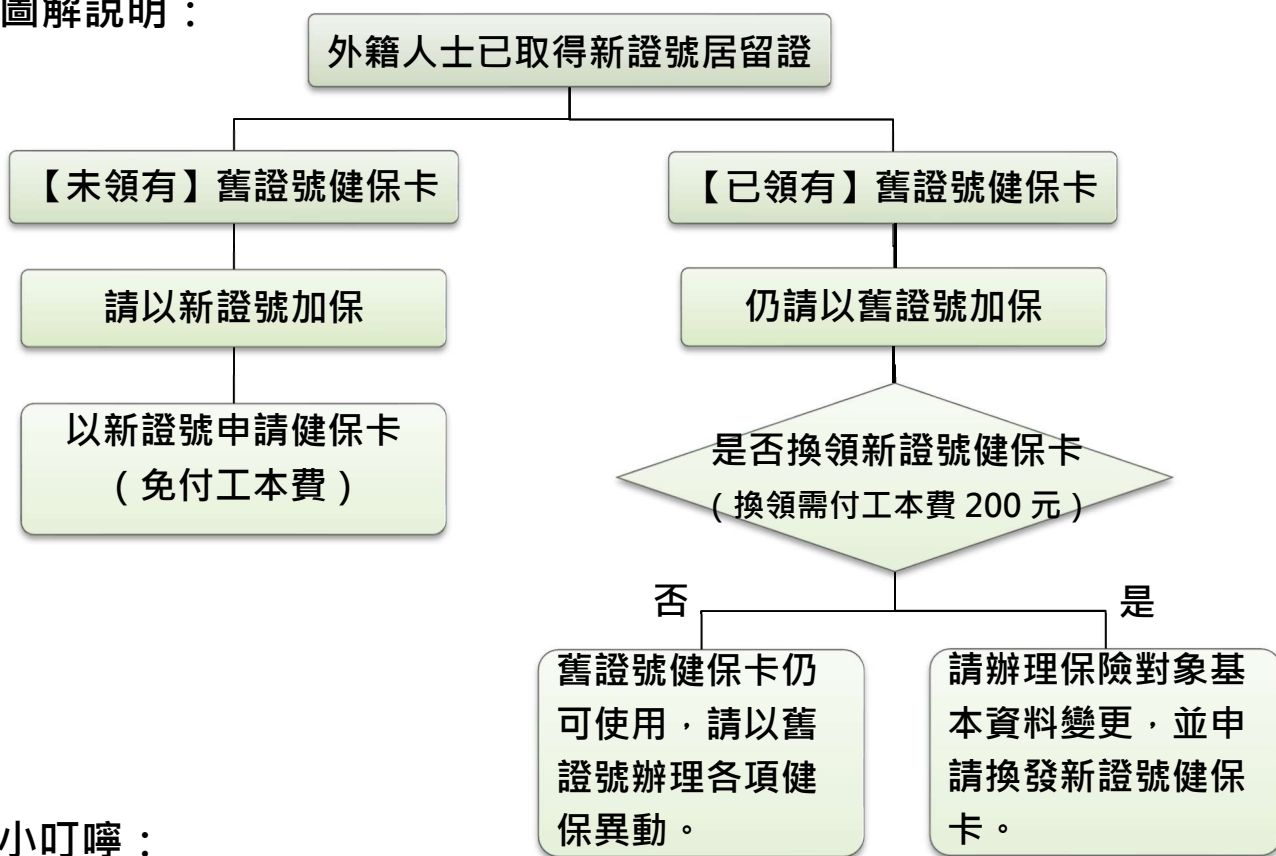 圖解說明：
外籍人士已取得新證號居留證
【未領有】舊證號健保卡
【已領有】舊證號健保卡
請以新證號加保
仍請以舊證號加保
以新證號申請健保卡
（免付工本費）
是否換領新證號健保卡
（換領需付工本費 200 元）
否
是
舊證號健保卡仍
可使用，請以舊
證號辦理各項健
保異動。
請辦理保險對象基
本資料變更，並申
請換發新證號健保
卡。
小叮嚀：